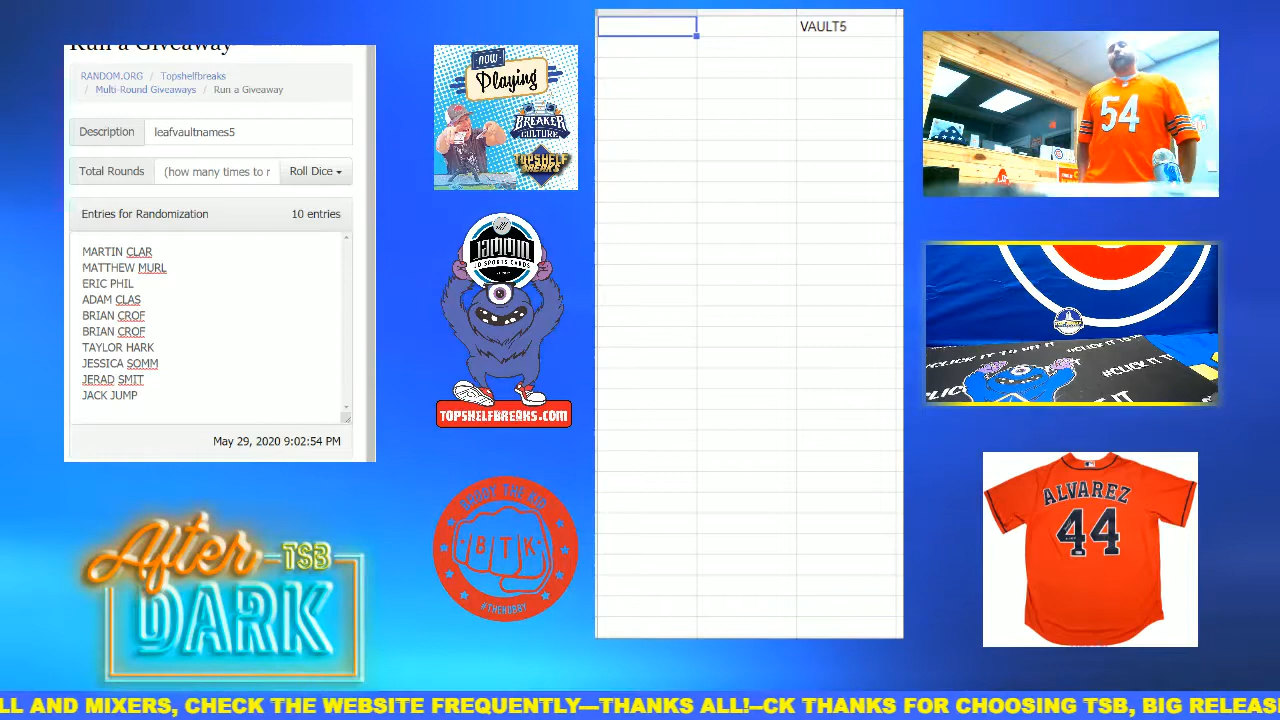 Run a Giveaway
RANDOM.ORG / Topshelfbreaks
/ Multi-Round Giveaways / Run a Giveaway
Description leafvaultnames5
Total Rounds (how many times to r Roll Dice
Entries for Randomization 10 entries
MARTIN CLAR
MATTHEW MURL
ERIC PHIL
ADAM CLAS
BRIAN CROF
BRIAN CROF
TAYLOR HARK
JESSICA SOMM
JERAD SMIT
JACK JUMP
May 29, 2020 9:02:54 PM
After TSB
DARK
NOW
Playing
BREAKER
CULTURE
TOPSHELF
BREAKS
SPORTS CARDS
TOPSHELFBREAKS.COM
BTK
#THEHOBBY
VAULT5
54
#CLICK IT
ALVAREZ
44
LL AND MIXERS, CHECK THE WEBSITE FREQUENTLY—THANKS ALL!–CK THANKS FOR CHOOSING TSB, BIG RELEAS